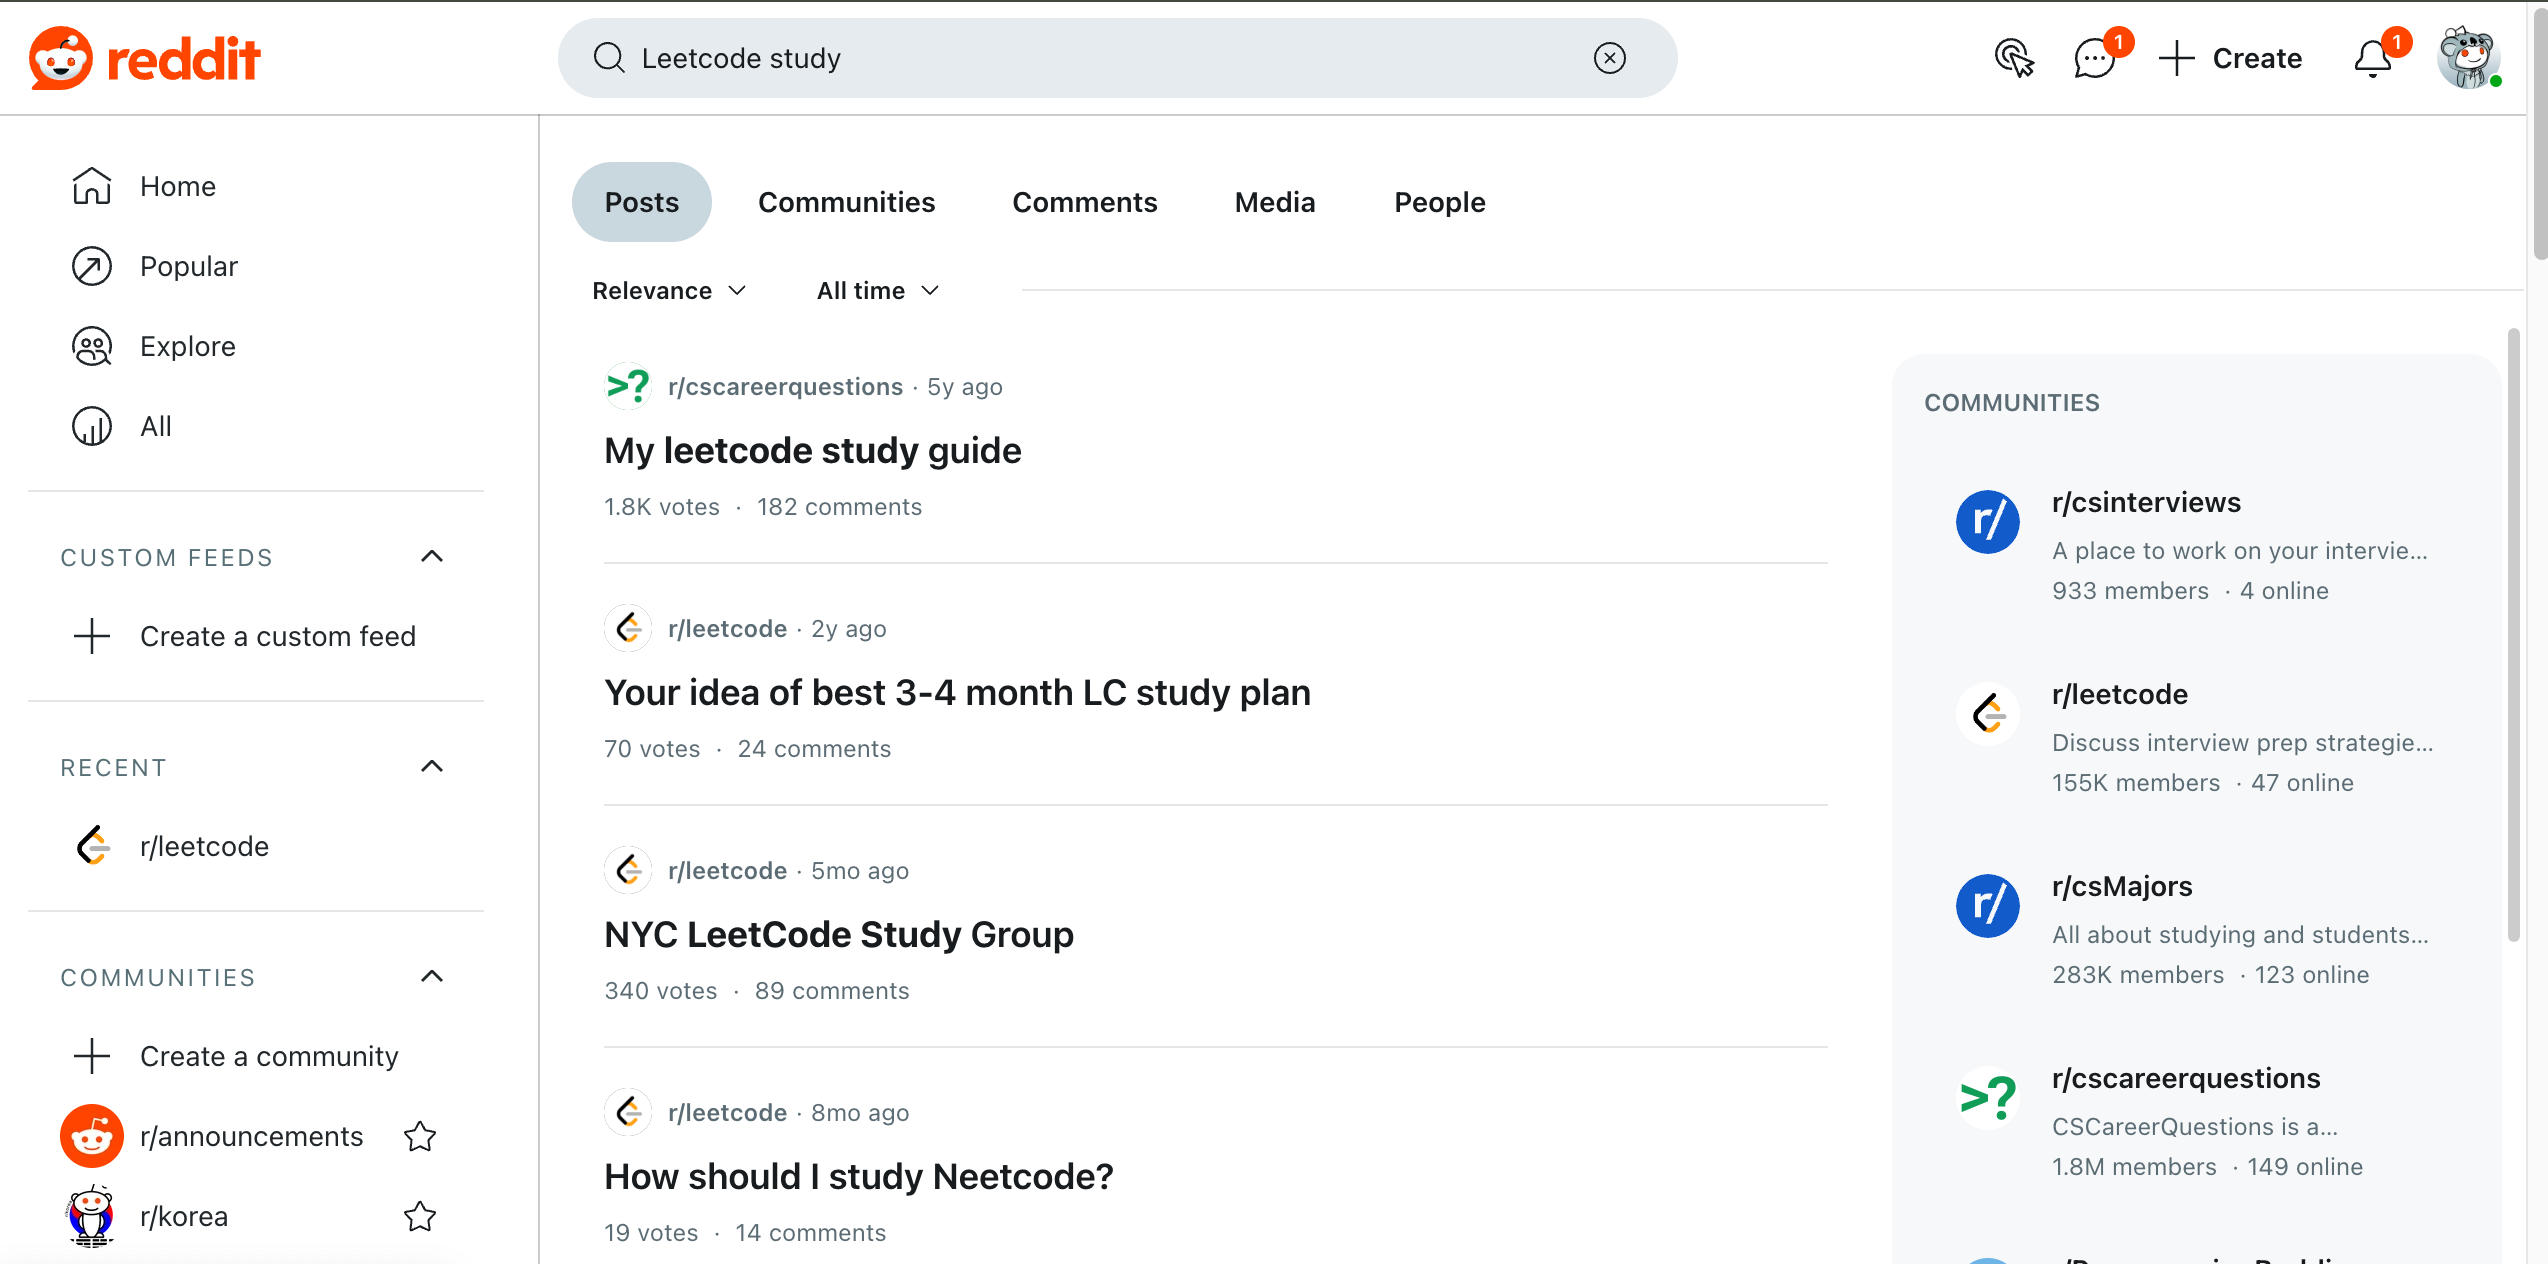 reddit
Leetcode study
1
Create
1
Home
Popular
Explore
All
CUSTOM FEEDS
Create a custom feed
RECENT
r/leetcode
COMMUNITIES
Create a community
r/announcements
r/korea
Posts Communities Comments Media People
Relevance All time
>? r/cscareerquestions · 5y ago
My leetcode study guide
1.8K votes · 182 comments
r/leetcode · 2y ago
Your idea of best 3-4 month LC study plan
70 votes · 24 comments
r/leetcode · 5mo ago
NYC LeetCode Study Group
340 votes · 89 comments
r/leetcode · 8mo ago
How should I study Neetcode?
19 votes · 14 comments
COMMUNITIES
r/ r/csinterviews
A place to work on your intervie...
933 members · 4 online
r/leetcode
Discuss interview prep strategie...
155K members · 47 online
r/ r/csMajors
All about studying and students...
283K members · 123 online
>? r/cscareerquestions
CSCareerQuestions is a...
1.8M members · 149 online